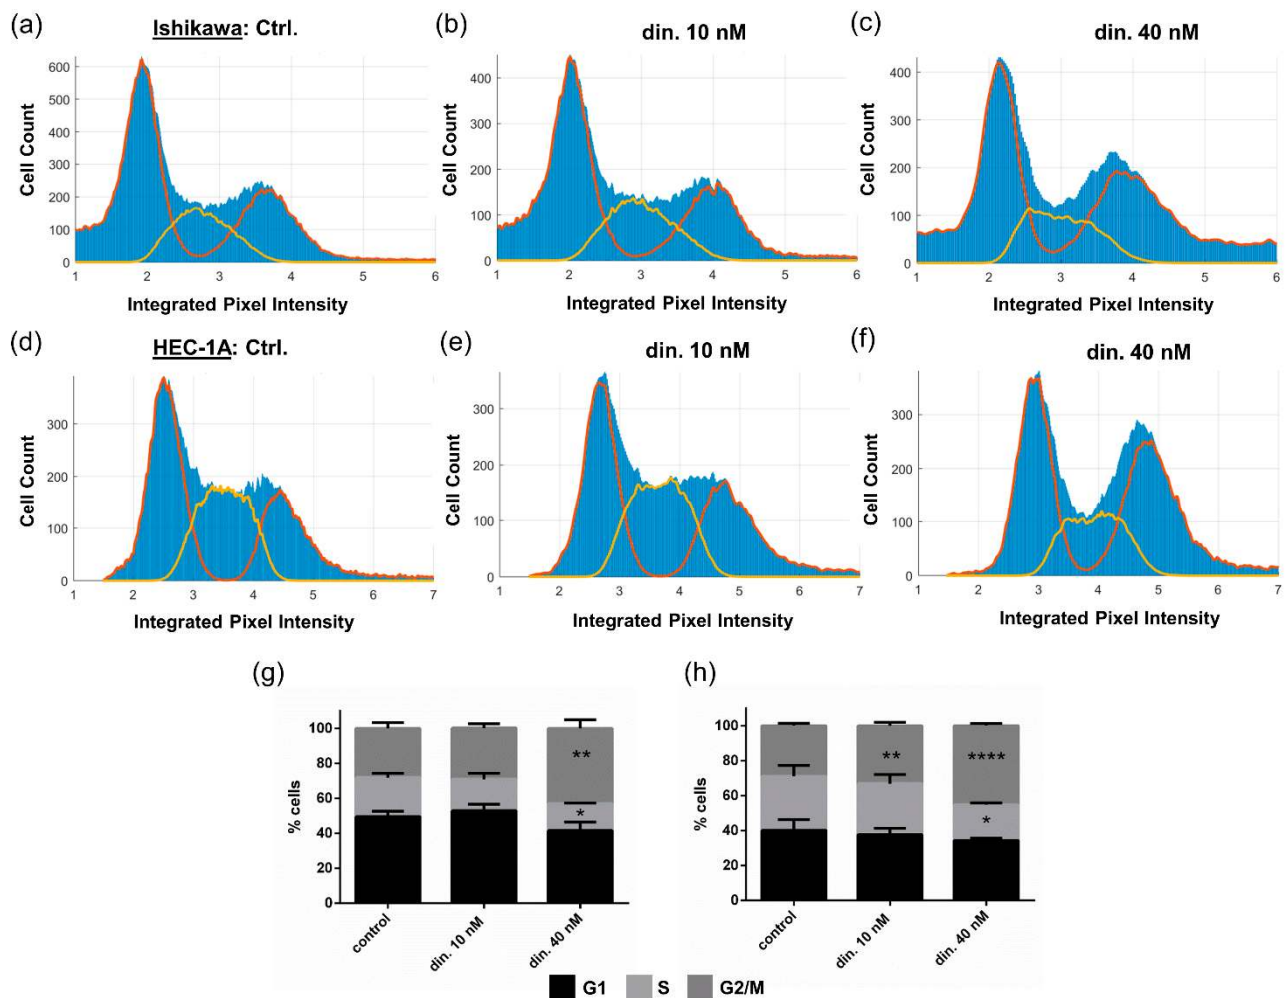 (a)
Ishikawa: Ctrl.
Cell Count
600
500
400
300
200
100
0
1 2 3 4 5 6
Integrated Pixel Intensity
(b)
din. 10 nM
Cell Count
400
300
200
100
0
1 2 3 4 5 6
Integrated Pixel Intensity
(c)
din. 40 nM
Cell Count
400
300
200
100
0
1 2 3 4 5 6
Integrated Pixel Intensity
(d)
HEC-1A: Ctrl.
Cell Count
300
200
100
0
1 2 3 4 5 6 7
Integrated Pixel Intensity
(e)
din. 10 nM
Cell Count
300
200
100
0
1 2 3 4 5 6 7
Integrated Pixel Intensity
(f)
din. 40 nM
Cell Count
300
200
100
0
1 2 3 4 5 6 7
Integrated Pixel Intensity
(g)
% cells
100
80
60
40
20
0
**
*
control din. 10 nM din. 40 nM
(h)
% cells
100
80
60
40
20
0
** ****
*
control din. 10 nM din. 40 nM
G1 S G2/M